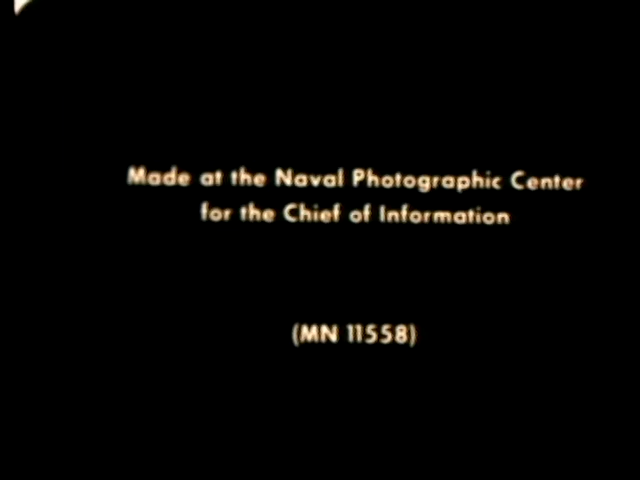 Made at the Naval Photographic Center
for the Chief of Information
(MN 11558)